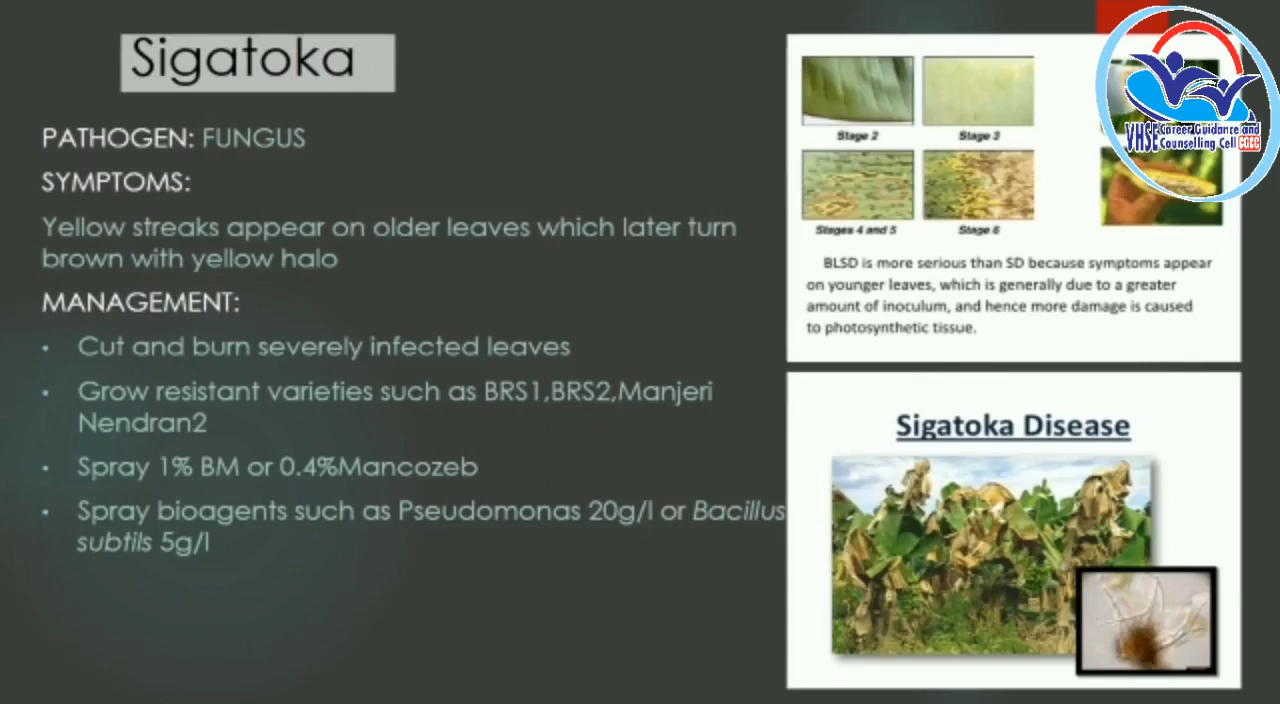 Sigatoka
PATHOGEN: FUNGUS
SYMPTOMS:
Yellow streaks appear on older leaves which later turn
brown with yellow halo
MANAGEMENT:
• Cut and burn severely infected leaves
• Grow resistant varieties such as BRS1,BRS2,Manjeri
Nendran2
• Spray 1% BM or 0.4%Mancozeb
• Spray bioagents such as Pseudomonas 20g/l or Bacillus
subtils 5g/l
Stage 2
Stage 3
Stages 4 and 5
Stage 6
BLSD is more serious than SD because symptoms appear
on younger leaves, which is generally due to a greater
amount of inoculum, and hence more damage is caused
to photosynthetic tissue.
Sigatoka Disease
VHSE Career Guidance and
Counselling Cell CGCC